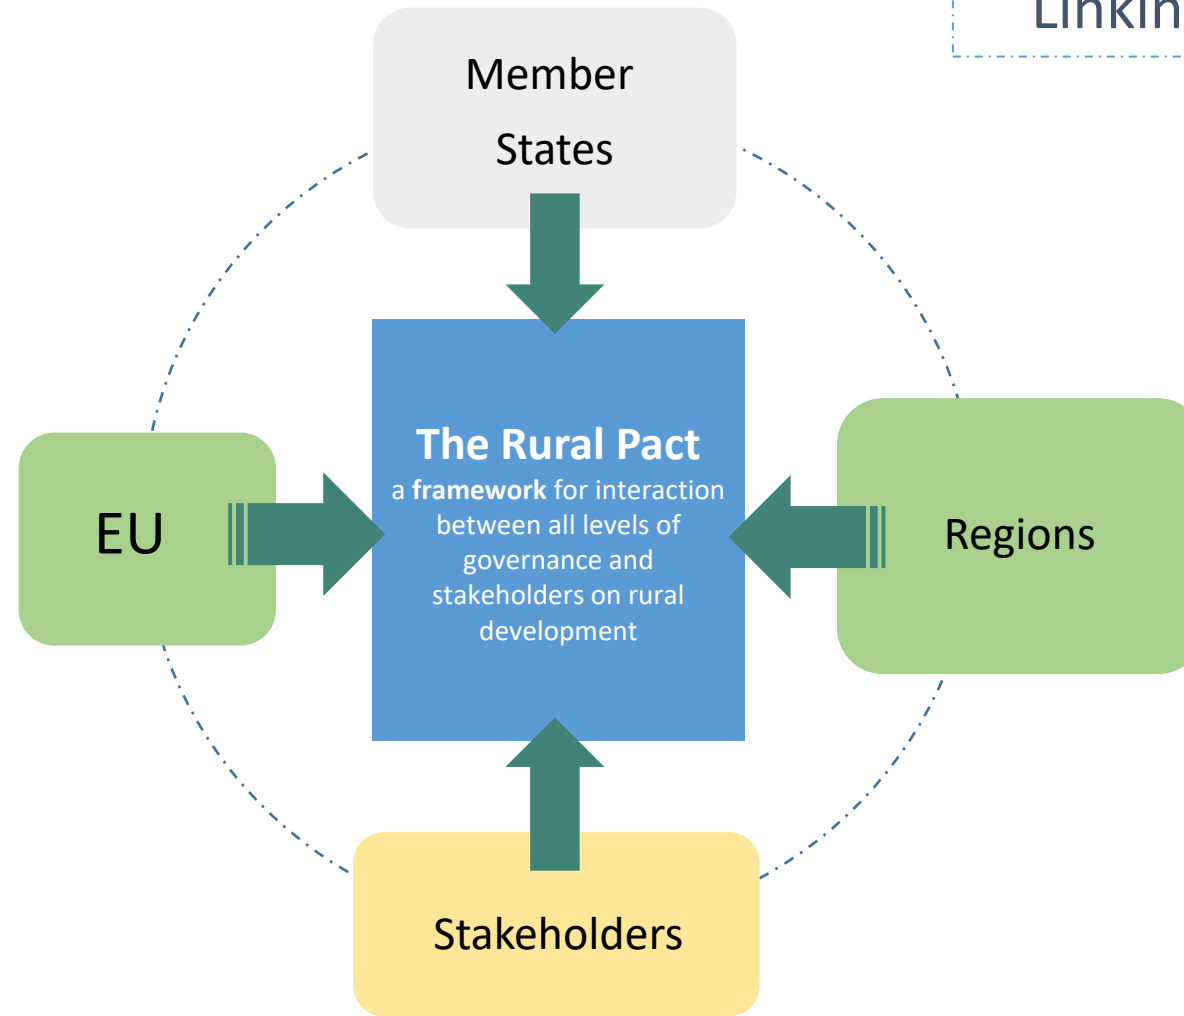 Member
States
The Rural Pact
a framework for interaction
between all levels of
governance and
stakeholders on rural
development
EU
Regions
Stakeholders